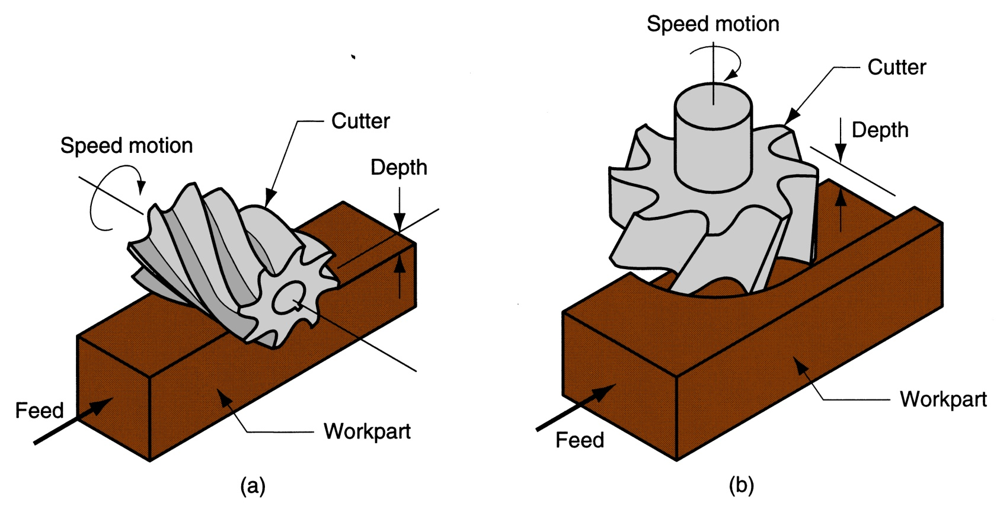 Speed motion
Cutter
Depth
Feed
Workpart
(a)
Speed motion
Cutter
Depth
Workpart
Feed
(b)